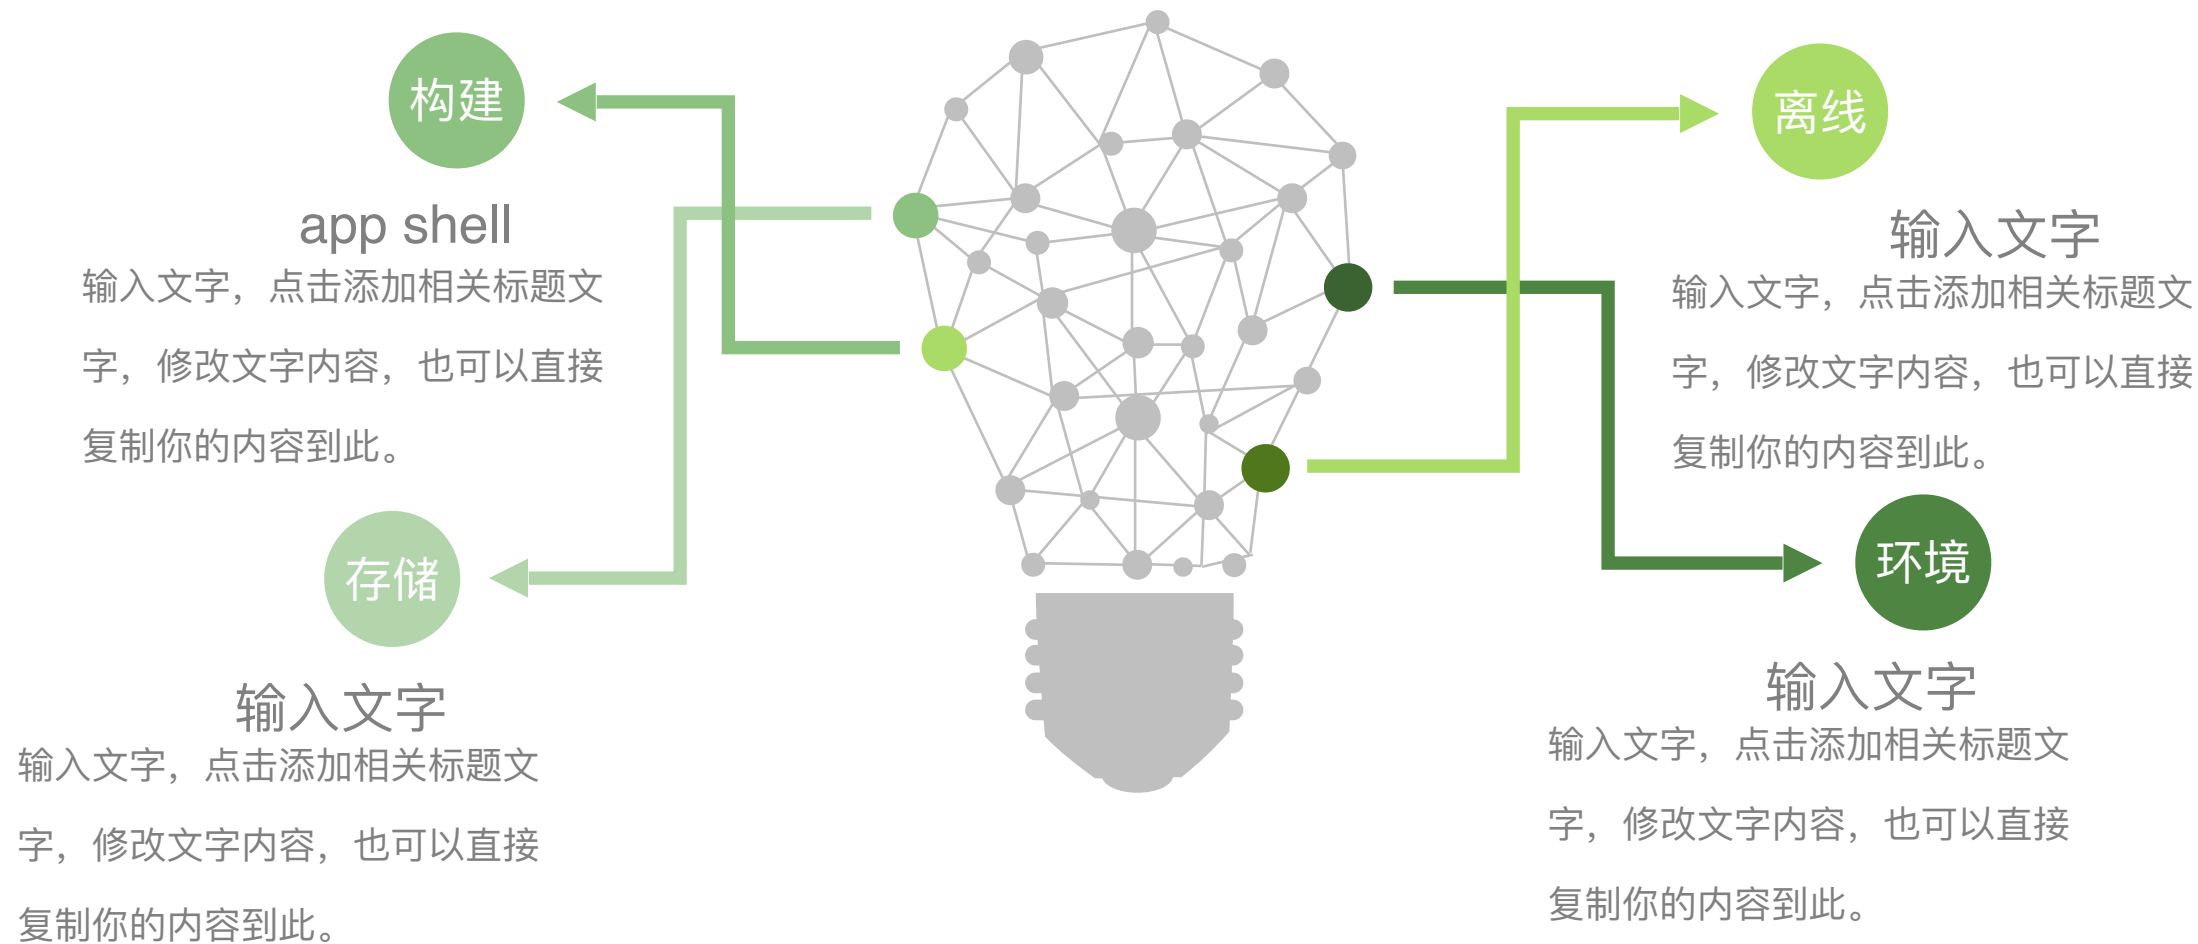 构建
app shell
输入文字，点击添加相关标题文
字，修改文字内容，也可以直接
复制你的内容到此。
存储
输入文字
输入文字，点击添加相关标题文
字，修改文字内容，也可以直接
复制你的内容到此。
离线
输入文字
输入文字，点击添加相关标题文
字，修改文字内容，也可以直接
复制你的内容到此。
环境
输入文字
输入文字，点击添加相关标题文
字，修改文字内容，也可以直接
复制你的内容到此。